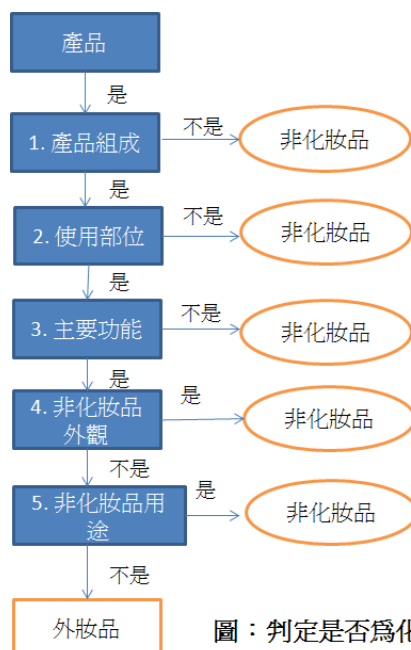 產品
是
不是
1. 產品組成
非化妝品
是
不是
2. 使用部位
非化妝品
是
不是
3. 主要功能
非化妝品
是
是
4. 非化妝品
外觀
非化妝品
不是
是
5. 非化妝品用
途
非化妝品
不是
外妝品
圖：判定是否為